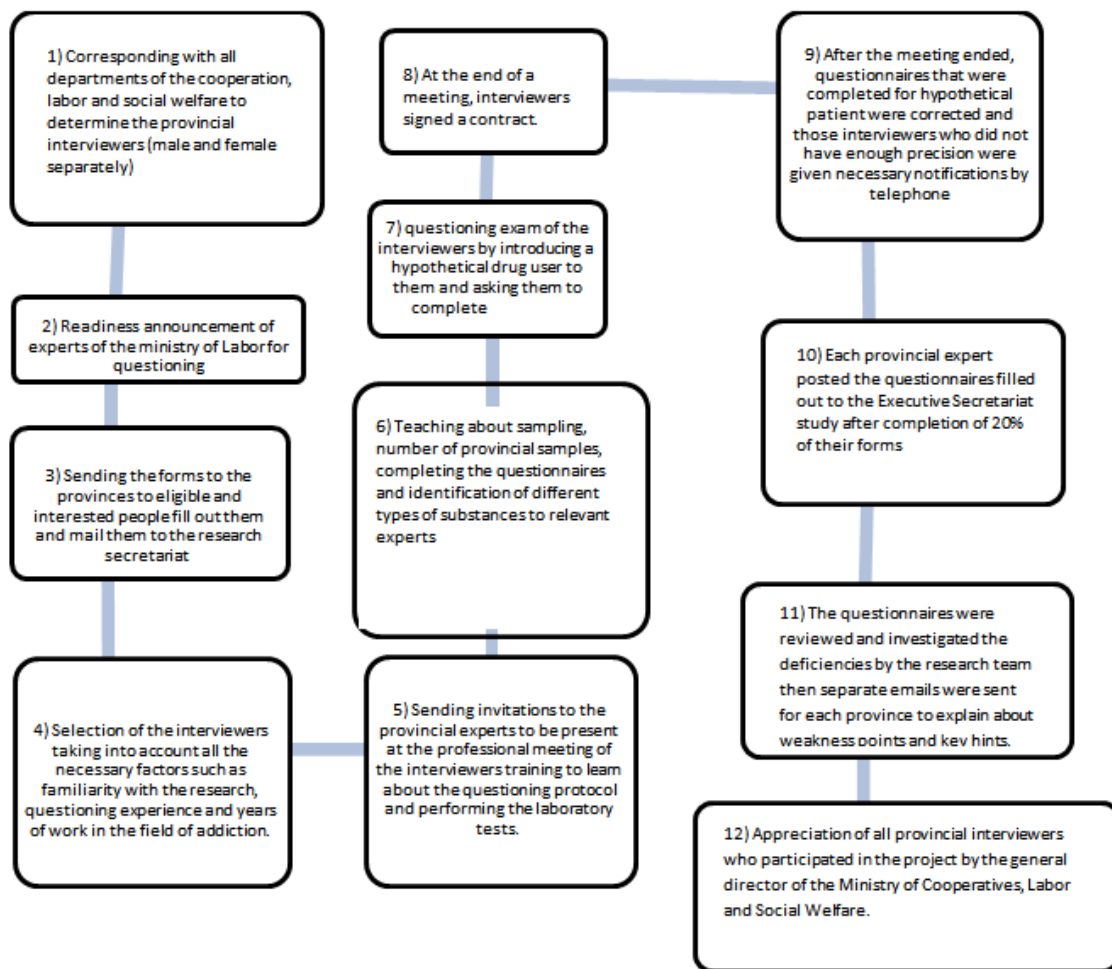 1) Corresponding with all
departments of the cooperation,
labor and social welfare to
determine the provincial
interviewers (male and female
separately)
2) Readiness announcement of
experts of the ministry of Labor for
questioning
3) Sending the forms to the
provinces to eligible and
interested people fill out them
and mail them to the research
secretariat
4) Selection of the interviewers
taking into account all the
necessary factors such as
familiarity with the research,
questioning experience and years
of work in the field of addiction.
5) Sending invitations to the
provincial experts to be present
at the professional meeting of
the interviewers training to learn
about the questioning protocol
and performing the laboratory
tests.
6) Teaching about sampling,
number of provincial samples,
completing the questionnaires
and identification of different
types of substances to relevant
experts
7) questioning exam of the
interviewers by introducing a
hypothetical drug user to
them and asking them to
complete
8) At the end of a
meeting, interviewers
signed a contract.
9) After the meeting ended,
questionnaires that were
completed for hypothetical
patient were corrected and
those interviewers who did not
have enough precision were
given necessary notifications by
telephone
10) Each provincial expert
posted the questionnaires filled
out to the Executive Secretariat
study after completion of 20%
of their forms
11) The questionnaires were
reviewed and investigated the
deficiencies by the research team
then separate emails were sent
for each province to explain about
weakness points and key hints.
12) Appreciation of all provincial interviewers
who participated in the project by the general
director of the Ministry of Cooperatives, Labor
and Social Welfare.